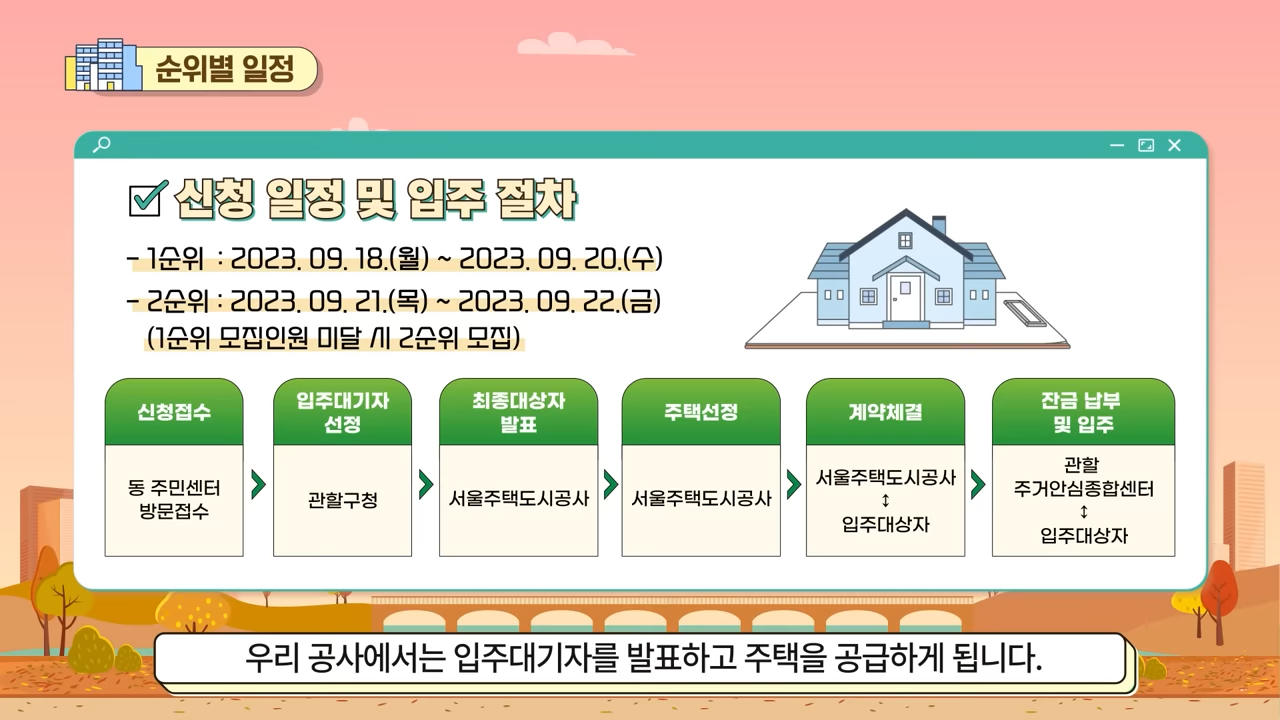 순위별 일정
신청 일정 및 입주 절차
- 1순위 : 2023. 09. 18.(월) ~ 2023. 09. 20.(수)
- 2순위 : 2023. 09. 21.(목) ~ 2023. 09. 22.(금)
(1순위 모집인원 미달 시 2순위 모집)
신청접수
동 주민센터
방문접수
입주대기자
선정
관할구청
최종대상자
발표
서울주택도시공사
주택선정
서울주택도시공사
계약체결
서울주택도시공사
↕
입주대상자
잔금 납부
및 입주
관할
주거안심종합센터
↕
입주대상자
우리 공사에서는 입주대기자를 발표하고 주택을 공급하게 됩니다.